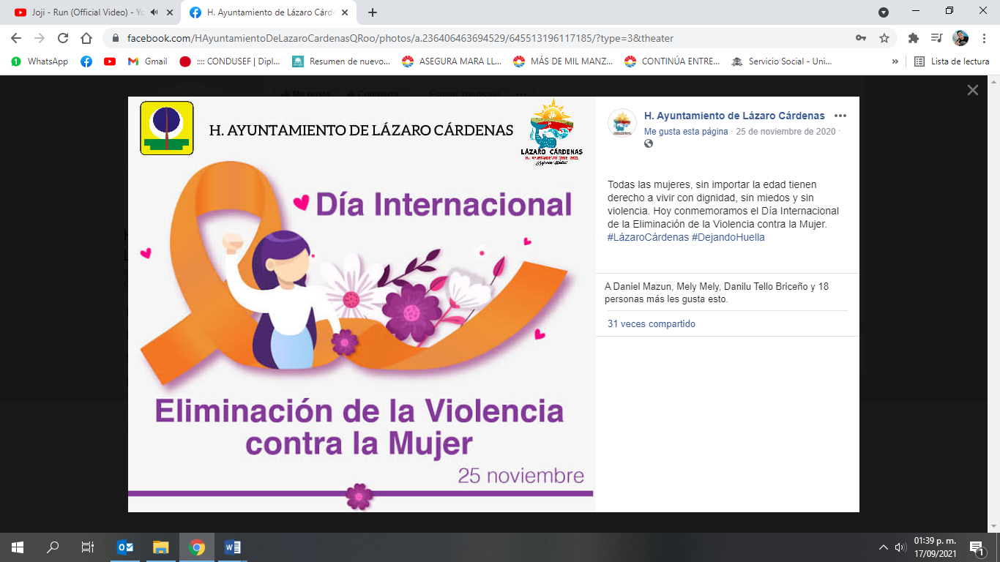 Joji - Run (Official Video) - Yo
H. Ayuntamiento de Lázaro Cárde
facebook.com/HAyuntamientoDeLazaroCardenasQRoo/photos/a.236406463694529/645513196117185/?type=3&theater
WhatsApp
Gmail
:::: CONDUSEF | Dipl...
Resumen de nuevo...
ASEGURA MARA LL...
MÁS DE MIL MANZ...
CONTINÚA ENTRE...
Servicio Social - Uni...
»
Lista de lectura
Me gusta
Compartir
Enviar mensaje
H. AYUNTAMIENTO DE LÁZARO CÁRDENAS
LÁZARO CÁRDENAS
H. AYUNTAMIENTO 2018 2021
Día Internacional
Eliminación de la Violencia
contra la Mujer
25 noviembre
H. Ayuntamiento de Lázaro Cárdenas
Me gusta esta página · 25 de noviembre de 2020 ·
Todas las mujeres, sin importar la edad tienen
derecho a vivir con dignidad, sin miedos y sin
violencia. Hoy conmemoramos el Día Internacional
de la Eliminación de la Violencia contra la Mujer.
#LázaroCárdenas #DejandoHuella
A Daniel Mazun, Mely Mely, Danilu Tello Briceño y 18
personas más les gusta esto.
31 veces compartido
01:39 p. m.
17/09/2021
1